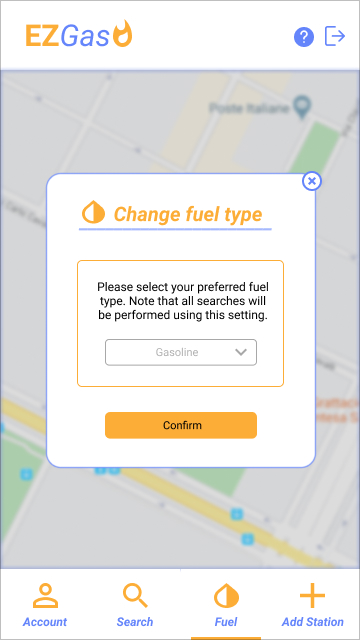 EZGas
?
Poste Italiane
Change fuel type
Please select your preferred fuel
type. Note that all searches will
be performed using this setting.
Gasoline
Confirm
Account
Search
Fuel
Add Station